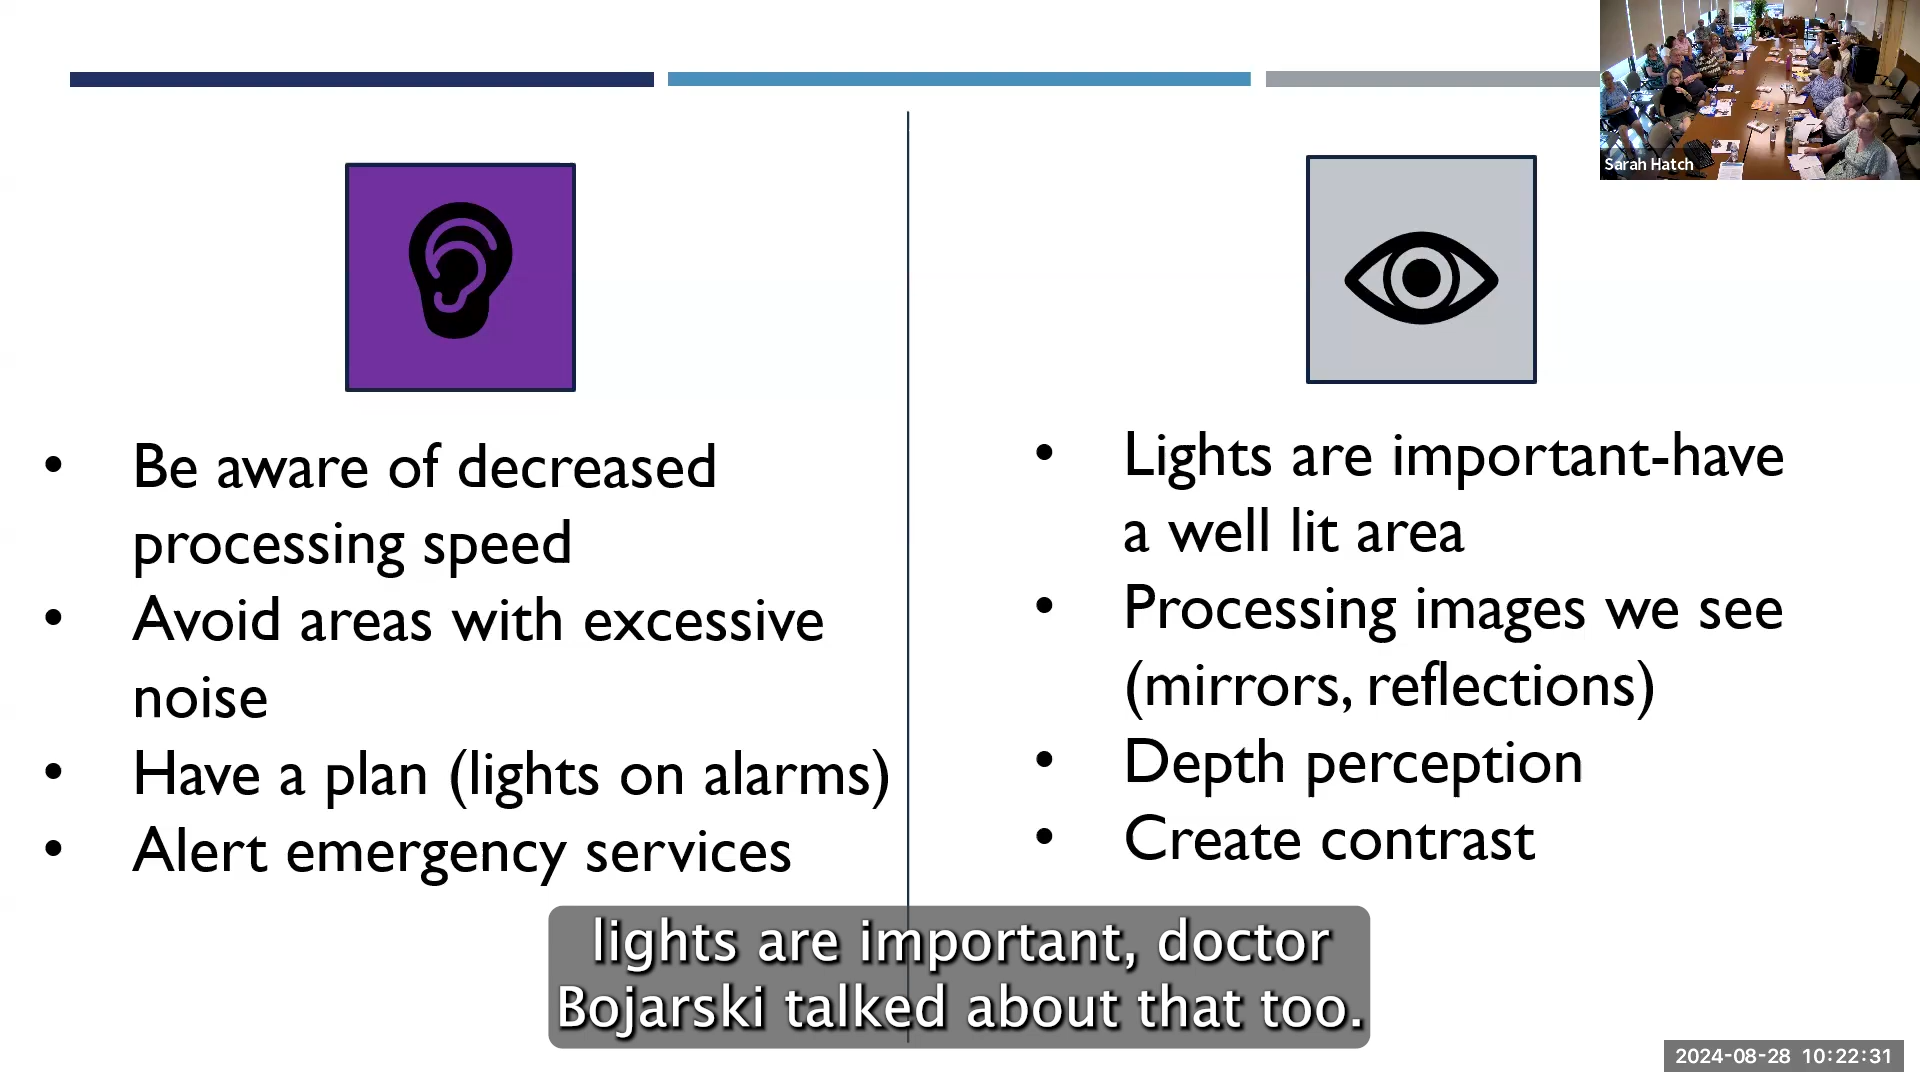 Sarah Hatch
• Be aware of decreased
processing speed
• Avoid areas with excessive
noise
• Have a plan (lights on alarms)
• Alert emergency services
• Lights are important-have
a well lit area
• Processing images we see
(mirrors, reflections)
• Depth perception
• Create contrast
lights are important, doctor
Bojarski talked about that too.
2024-08-28 10:22:31